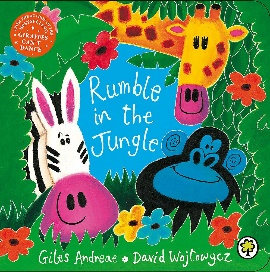 GIRAFFES
CAN'T
DANCE
Rumble
in the
Jungle
Giles Andreae ★ David Wojtowycz